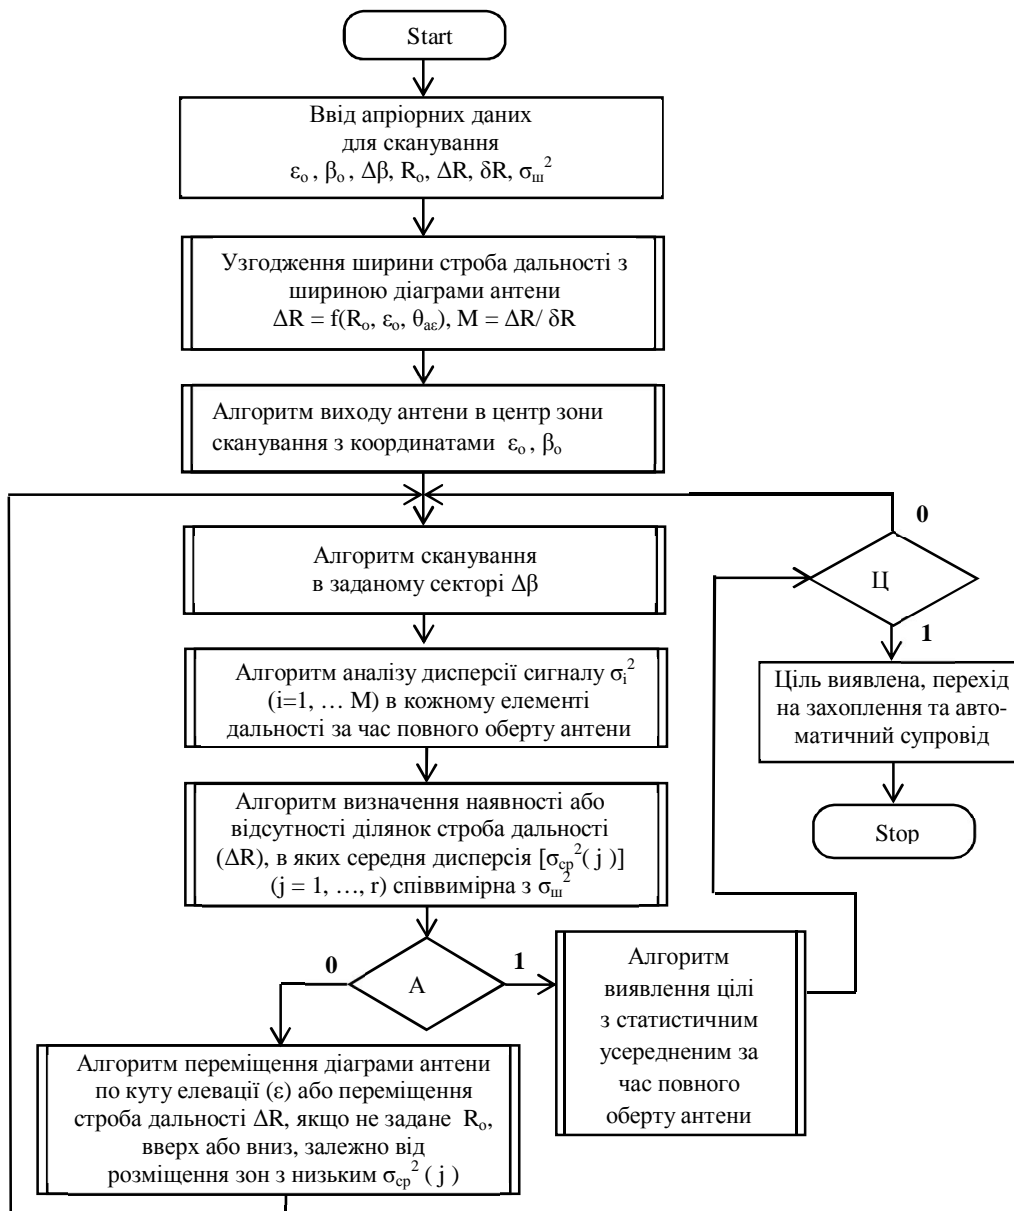 Start
Ввід апріорних даних
для сканування
εo , βo , Δβ, Ro, ΔR, δR, σш²
Узгодження ширини строба дальності з
шириною діаграми антени
ΔR = f(Ro, εo, θаε), M = ΔR/ δR
Алгоритм виходу антени в центр зони
сканування з координатами εo , βo
Алгоритм сканування
в заданому секторі Δβ
Алгоритм аналізу дисперсії сигналу σi²
(i=1, … M) в кожному елементі
дальності за час повного оберту антени
Алгоритм визначення наявності або
відсутності ділянок строба дальності
(ΔR), в яких середня дисперсія [σср²( j )]
(j = 1, …, r) співвимірна з σш²
A
0
1
Алгоритм переміщення діаграми антени
по куту елевації (ε) або переміщення
строба дальності ΔR, якщо не задане Ro,
вверх або вниз, залежно від
розміщення зон з низьким σср² ( j )
Алгоритм
виявлення цілі
з статистичним
усередненим за
час повного
оберту антени
0
Ц
1
Ціль виявлена, перехід
на захоплення та авто-
матичний супровід
Stop